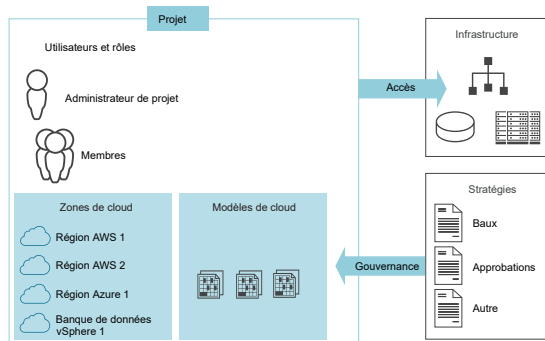 Projet
Utilisateurs et rôles
Administrateur de projet
Membres
Zones de cloud
Région AWS 1
Région AWS 2
Région Azure 1
Banque de données
vSphere 1
Modèles de cloud
Accès
Gouvernance
Infrastructure
Stratégies
Baux
Approbations
Autre